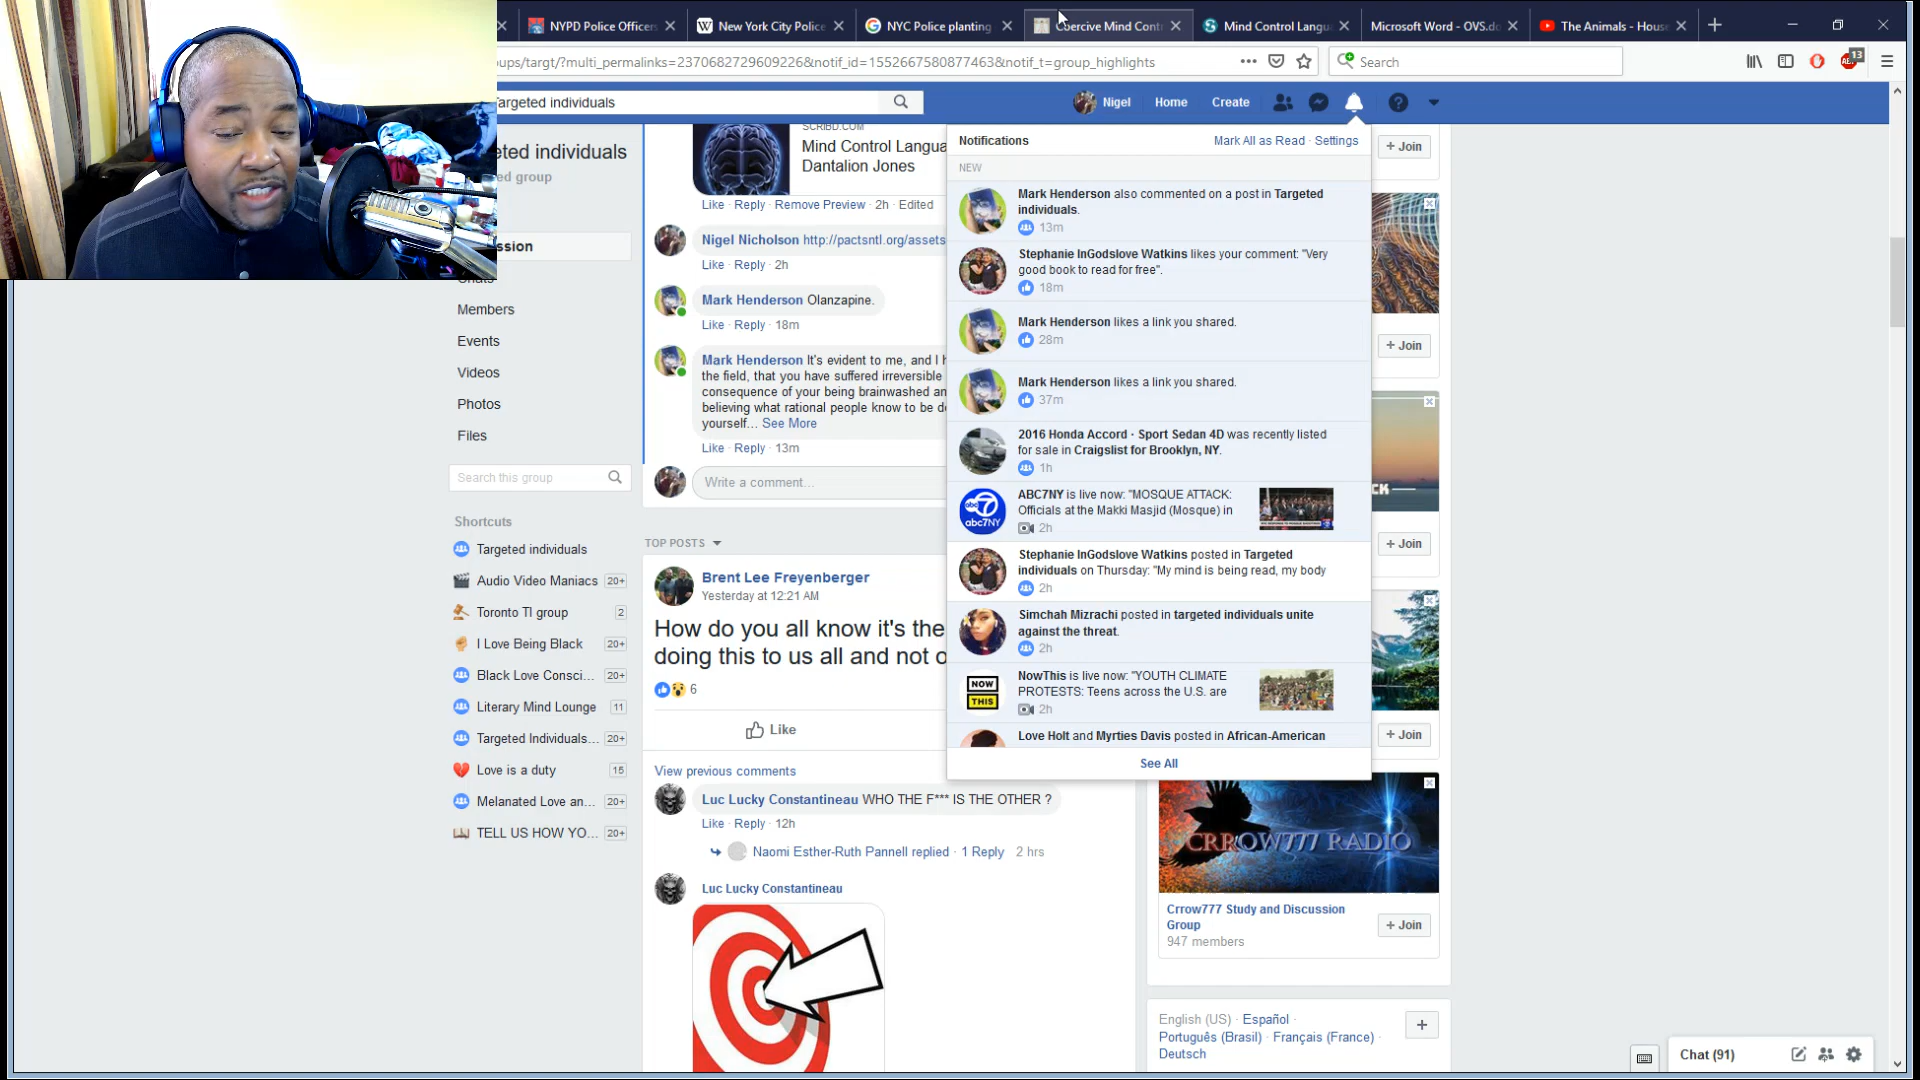 NYPD Police Officers
New York City Police
NYC Police planting
Coercive Mind Cont
Mind Control Langu
Microsoft Word - OVS.do
The Animals - Hous
ups/targt/?multi_permalinks=2370682729609226&notif_id=1552667580877463&notif_t=group_highlights
Search
13
argeted individuals
Nigel
Home
Create
eted individuals
ed group
ssion
Chats
Members
Events
Videos
Photos
Files
Search this group
Shortcuts
Targeted individuals
Audio Video Maniacs 20+
Toronto TI group 2
I Love Being Black 20+
Black Love Consci... 20+
Literary Mind Lounge 11
Targeted Individuals... 20+
Love is a duty 15
Melanated Love an... 20+
TELL US HOW YO... 20+
SCRIBD.COM
Mind Control Langua
Dantalion Jones
Like · Reply · Remove Preview · 2h · Edited
Nigel Nicholson http://pactsntl.org/assets
Like · Reply · 2h
Mark Henderson Olanzapine.
Like · Reply · 18m
Mark Henderson It's evident to me, and I h
the field, that you have suffered irreversible
consequence of your being brainwashed an
believing what rational people know to be de
yourself... See More
Like · Reply · 13m
Write a comment...
TOP POSTS
Brent Lee Freyenberger
Yesterday at 12:21 AM
How do you all know it's the
doing this to us all and not o
6
Like
View previous comments
Luc Lucky Constantineau WHO THE F*** IS THE OTHER ?
Like · Reply · 12h
Naomi Esther-Ruth Pannell replied · 1 Reply 2 hrs
Luc Lucky Constantineau
Notifications
Mark All as Read · Settings
NEW
Mark Henderson also commented on a post in Targeted
individuals.
13m
Stephanie InGodslove Watkins likes your comment: "Very
good book to read for free".
18m
Mark Henderson likes a link you shared.
28m
Mark Henderson likes a link you shared.
37m
2016 Honda Accord · Sport Sedan 4D was recently listed
for sale in Craigslist for Brooklyn, NY.
1h
abc7NY
ABC7NY is live now: "MOSQUE ATTACK:
Officials at the Makki Masjid (Mosque) in
2h
Stephanie InGodslove Watkins posted in Targeted
individuals on Thursday: "My mind is being read, my body
2h
Simchah Mizrachi posted in targeted individuals unite
against the threat.
2h
NOW
THIS
NowThis is live now: "YOUTH CLIMATE
PROTESTS: Teens across the U.S. are
2h
Love Holt and Myrties Davis posted in African-American
See All
+ Join
+ Join
CK
+ Join
+ Join
CRROW777 RADIO
Crrow777 Study and Discussion
Group
947 members
+ Join
English (US) · Español ·
Português (Brasil) · Français (France) ·
Deutsch
Chat (91)